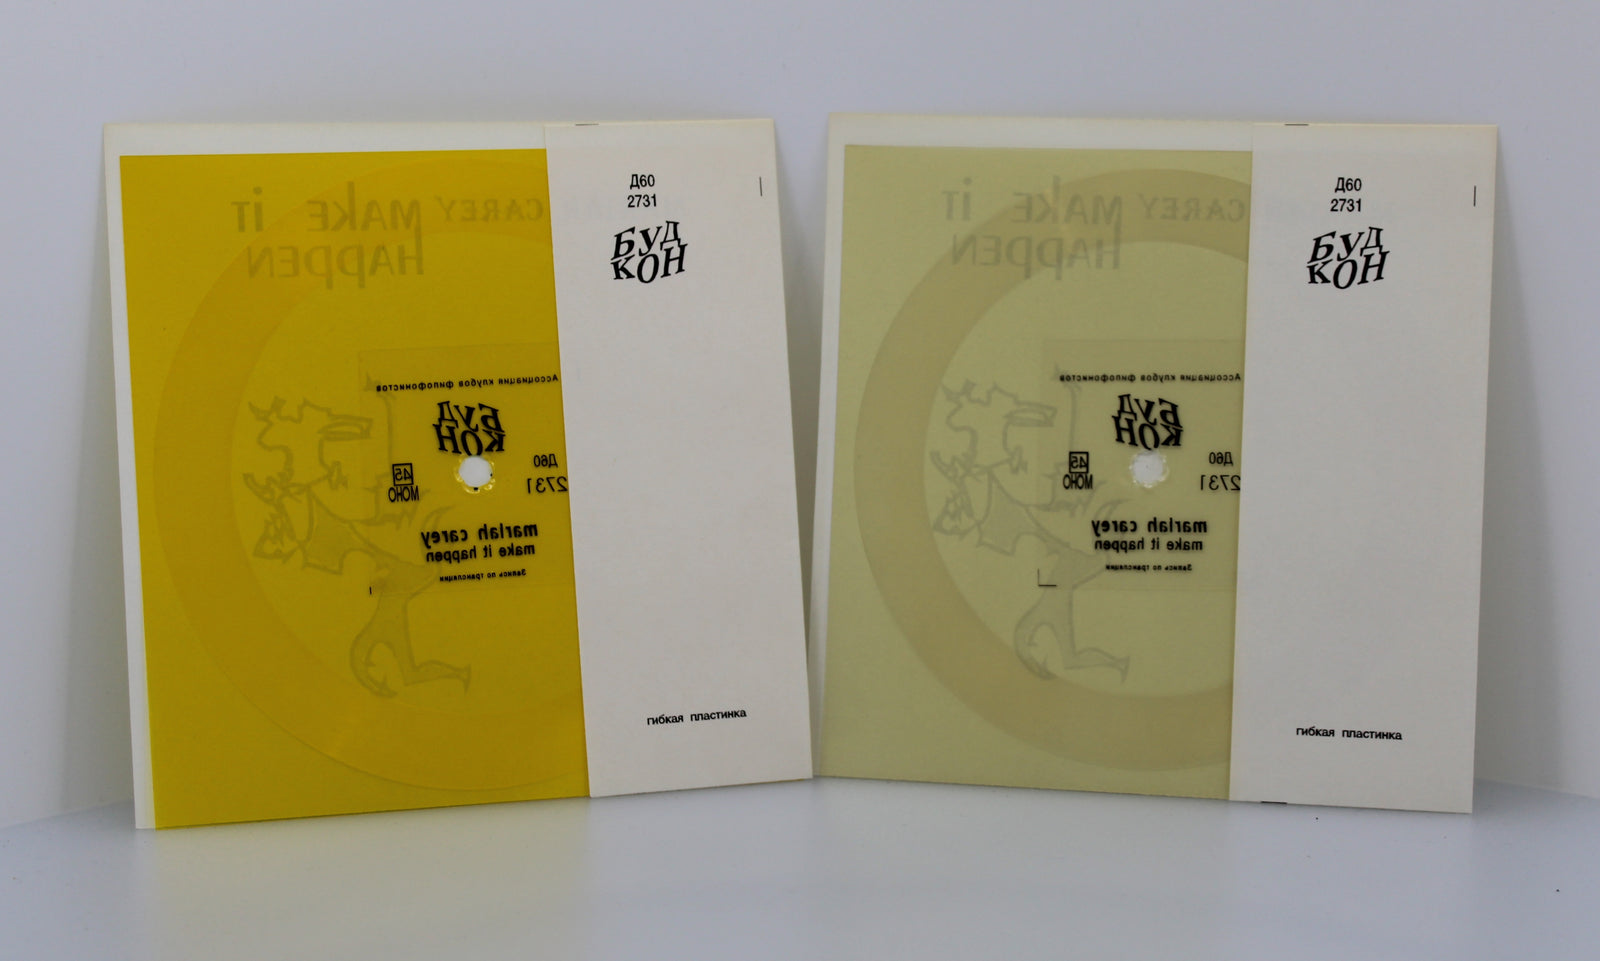 MAKE iT
CAREY
HAPPEN
Ассоциация клубов филофонистов
БУД
КОН
Д60
45
2731
МОНО
mariah carey
make it happen
Запись по трансляции
Д60
2731
БУД
КОН
гибкая пластинка
MAKE iT
CAREY
HAPPEN
Ассоциация клубов филофонистов
БУД
КОН
Д60
45
2731
МОНО
mariah carey
make it happen
Запись по трансляции
Д60
2731
БУД
КОН
гибкая пластинка